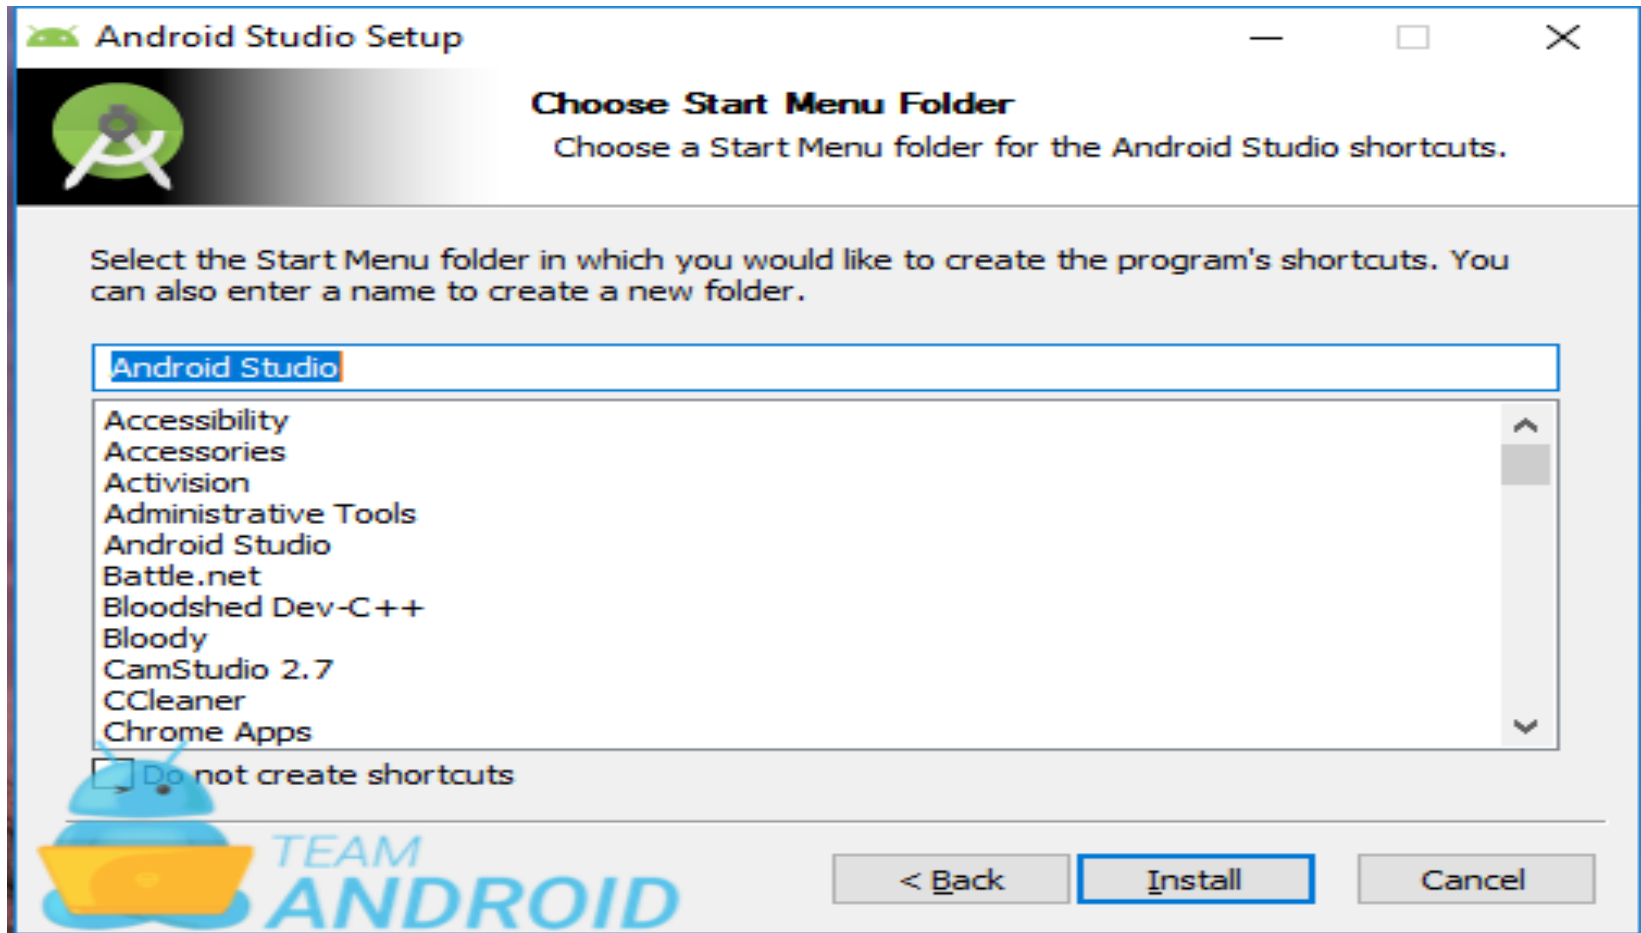 Android Studio Setup
Choose Start Menu Folder
Choose a Start Menu folder for the Android Studio shortcuts.
Select the Start Menu folder in which you would like to create the program's shortcuts. You
can also enter a name to create a new folder.
Android Studio
Accessibility
Accessories
Activision
Administrative Tools
Android Studio
Battle.net
Bloodshed Dev-C++
Bloody
CamStudio 2.7
CCleaner
Chrome Apps
Do not create shortcuts
TEAM
ANDROID
< Back Install Cancel